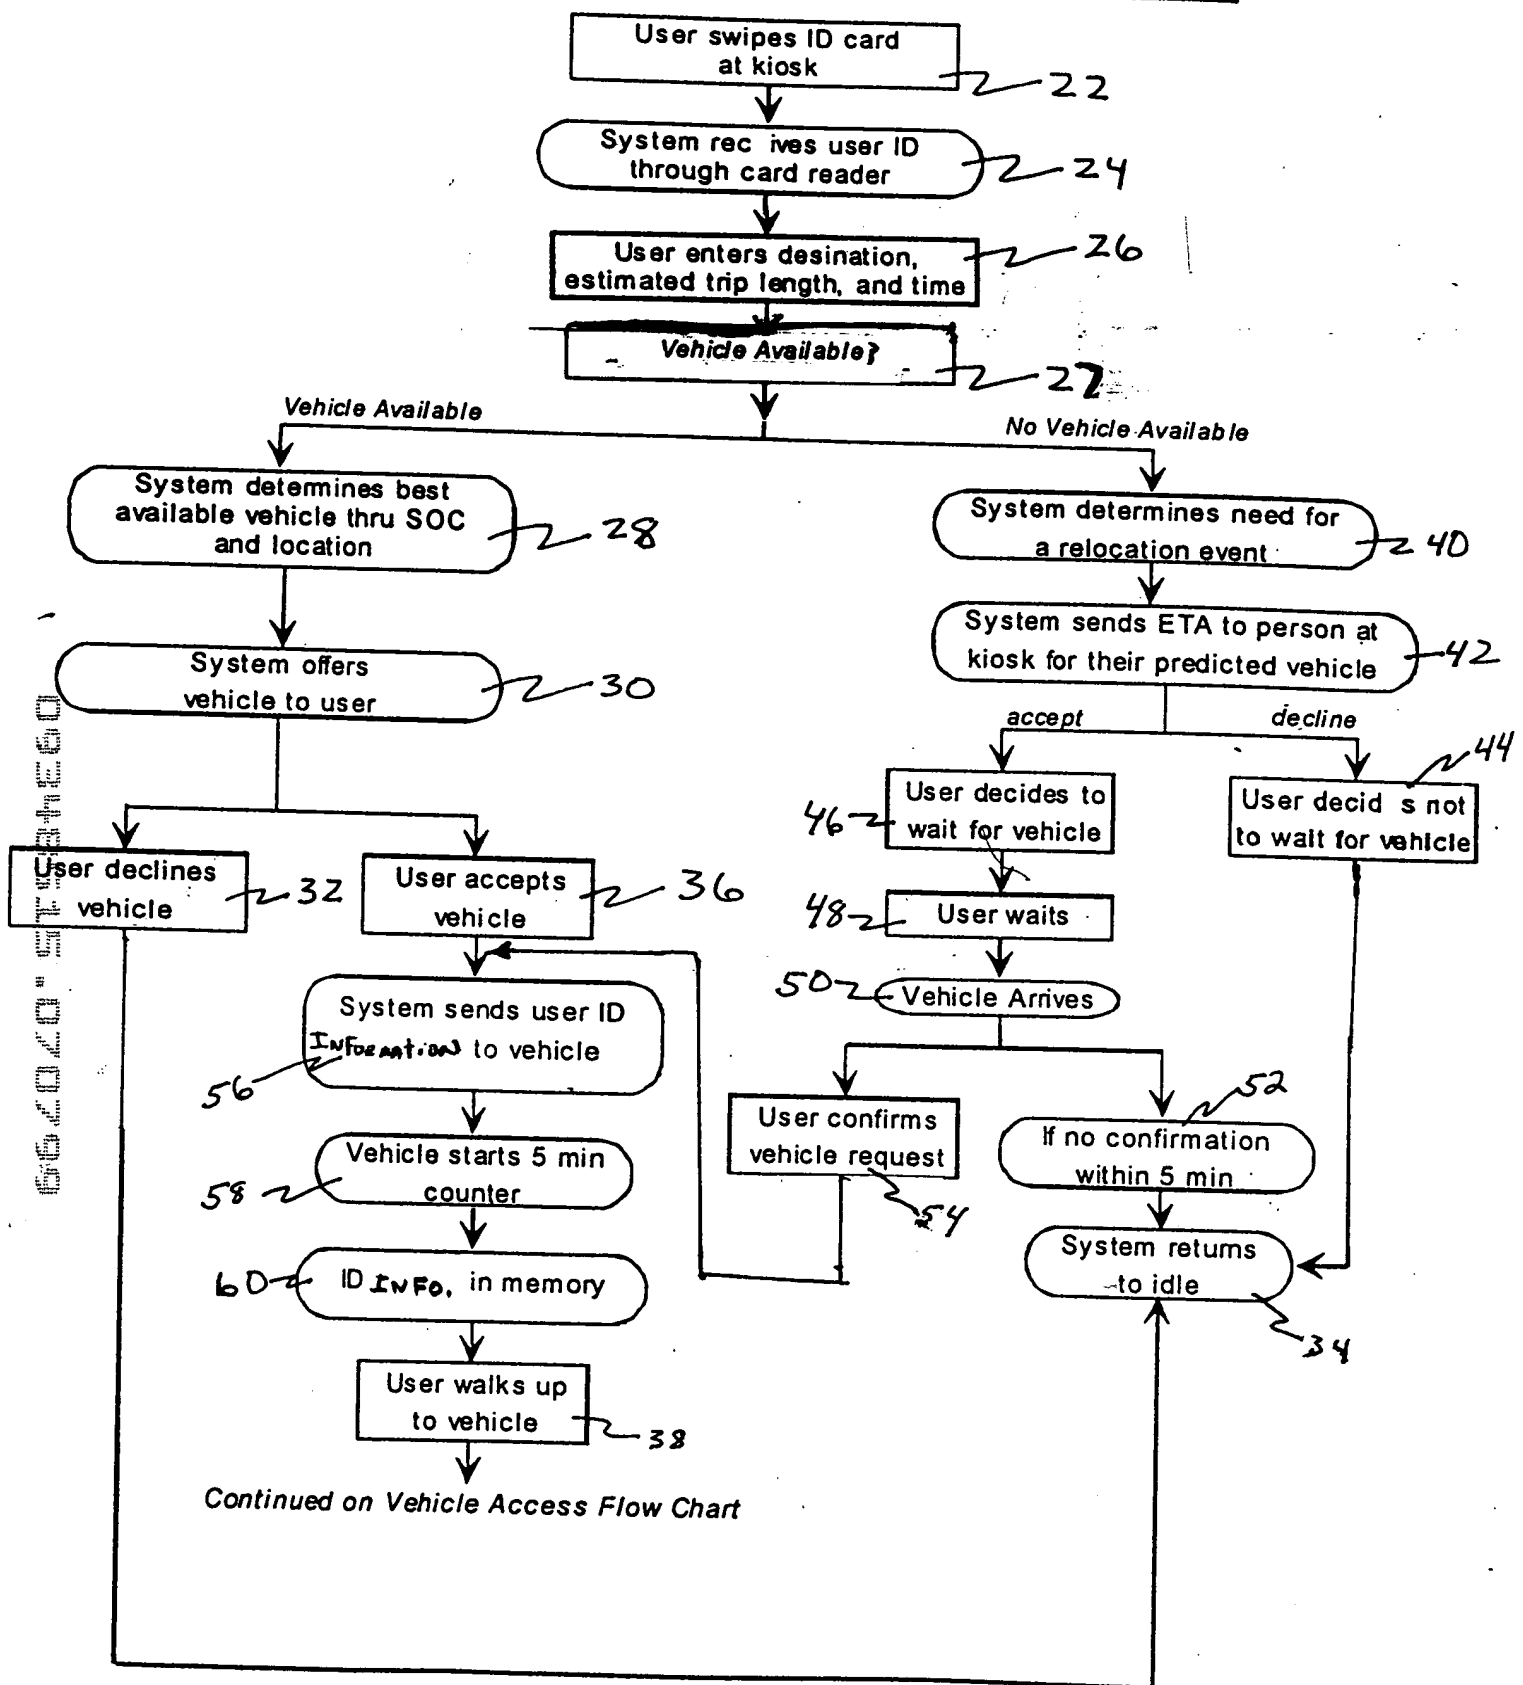 User swipes ID card
at kiosk
22
System rec ives user ID
through card reader
24
User enters desination,
estimated trip length, and time
26
Vehicle Available?
27
Vehicle Available
No Vehicle Available
System determines best
available vehicle thru SOC
and location
28
System determines need for
a relocation event
40
System offers
vehicle to user
30
System sends ETA to person at
kiosk for their predicted vehicle
42
accept
decline
User declines
vehicle
32
User accepts
vehicle
36
46
User decides to
wait for vehicle
44
User decid s not
to wait for vehicle
48
User waits
50
Vehicle Arrives
System sends user ID
INFORMATION to vehicle
56
User confirms
vehicle request
54
52
If no confirmation
within 5 min
Vehicle starts 5 min
counter
58
System returns
to idle
34
60
ID INFO. in memory
User walks up
to vehicle
38
Continued on Vehicle Access Flow Chart